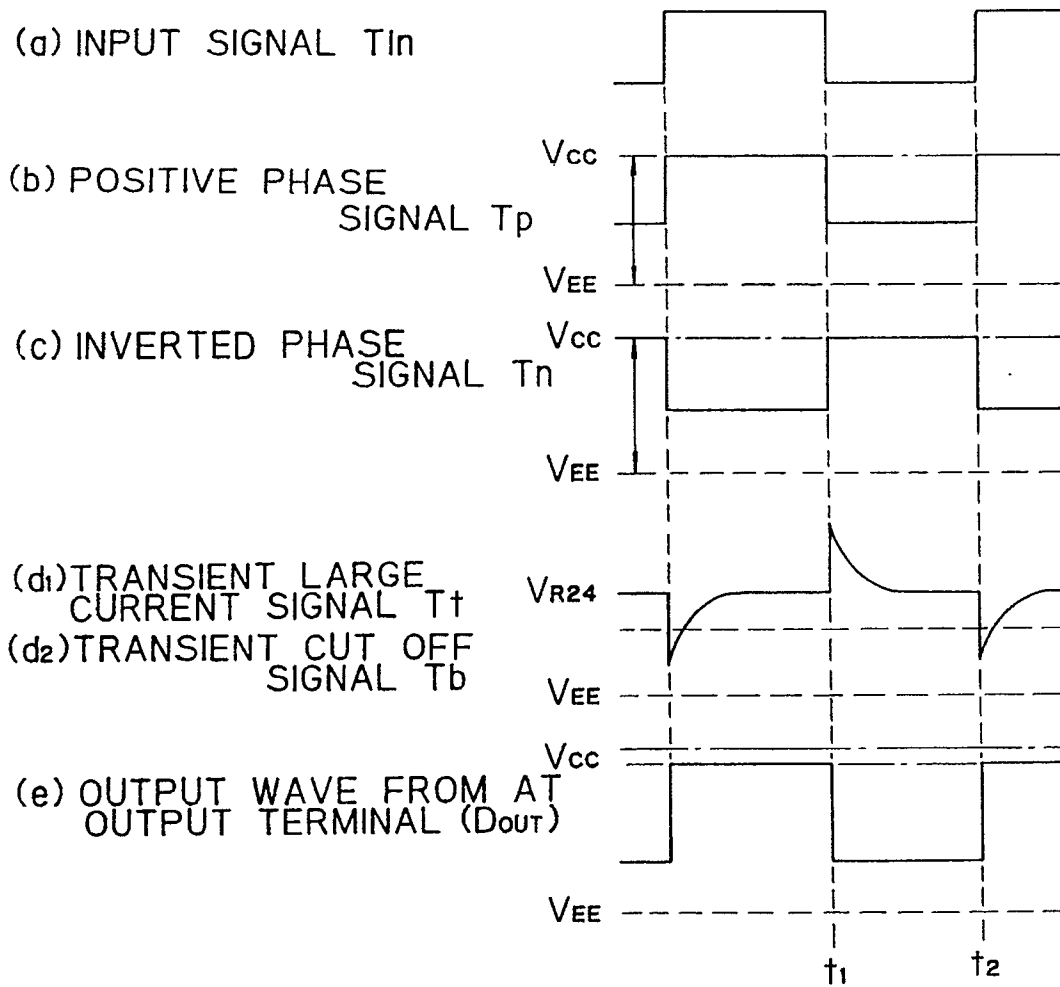 (a) INPUT SIGNAL TIn
Vcc
(b) POSITIVE PHASE
SIGNAL Tp
VEE
Vcc
(c) INVERTED PHASE
SIGNAL Tn
VEE
(d1) TRANSIENT LARGE
CURRENT SIGNAL Tt
VR24
(d2) TRANSIENT CUT OFF
SIGNAL Tb
VEE
Vcc
(e) OUTPUT WAVE FROM AT
OUTPUT TERMINAL (DOUT)
VEE
t1
t2